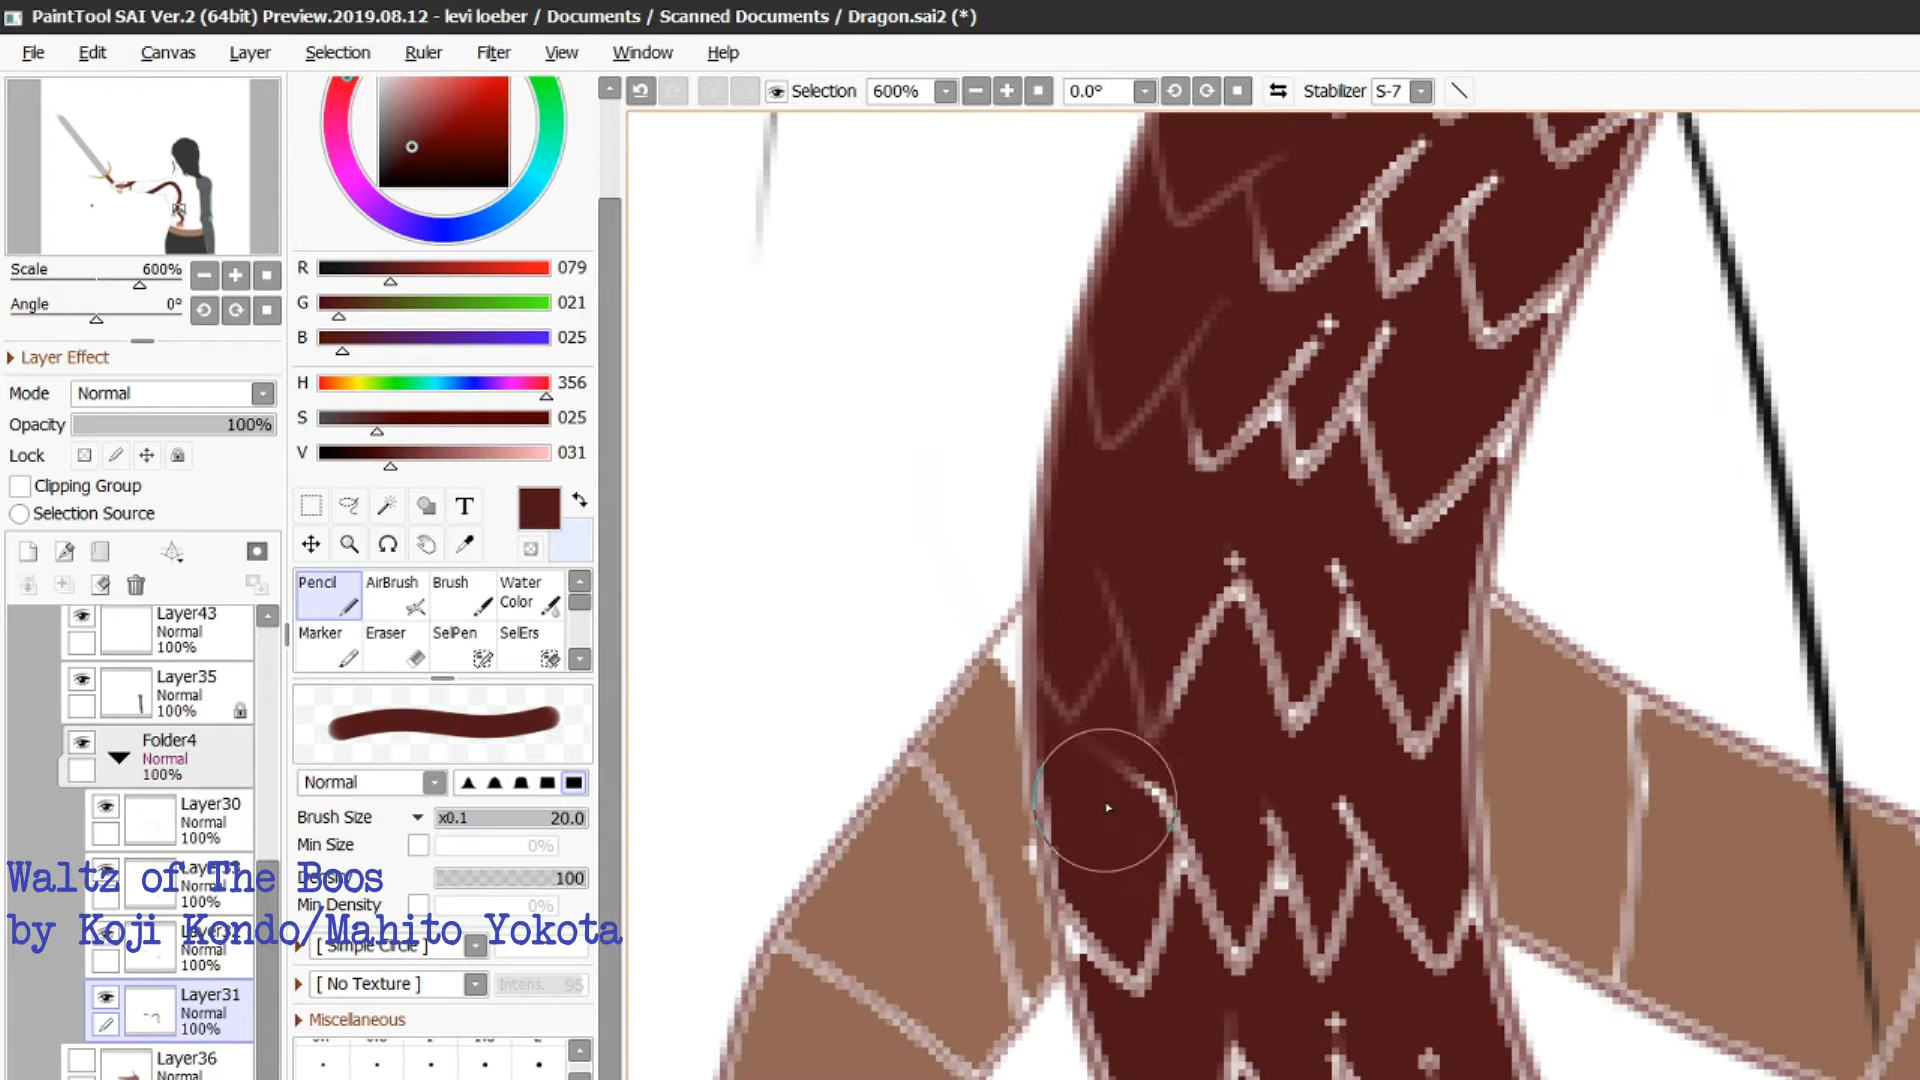 PaintTool SAI Ver.2 (64bit) Preview.2019.08.12 - levi loeber / Documents / Scanned Documents / Dragon.sai2 (*)
File Edit Canvas Layer Selection Ruler Filter View Window Help
Selection 600% 0.0° Stabilizer S-7
Scale 600%
Angle 0°
Layer Effect
Mode Normal
Opacity 100%
Lock
Clipping Group
Selection Source
Layer43
Normal
100%
Layer35
Normal
100%
Folder4
Normal
100%
Layer30
Normal
100%
Normal
100%
Normal
100%
Layer31
Normal
100%
Layer36
Normal
R 079
G 021
B 025
H 356
S 025
V 031
T
Pencil AirBrush Brush Water Color
Marker Eraser SelPen SelErs
Normal
Brush Size x0.1 20.0
Min Size 0%
Density 100
Min Density 0%
[ Simple Circle ]
[ No Texture ] Intens. 95
Miscellaneous
Waltz of The Boos
by Koji Kondo/Mahito Yokota